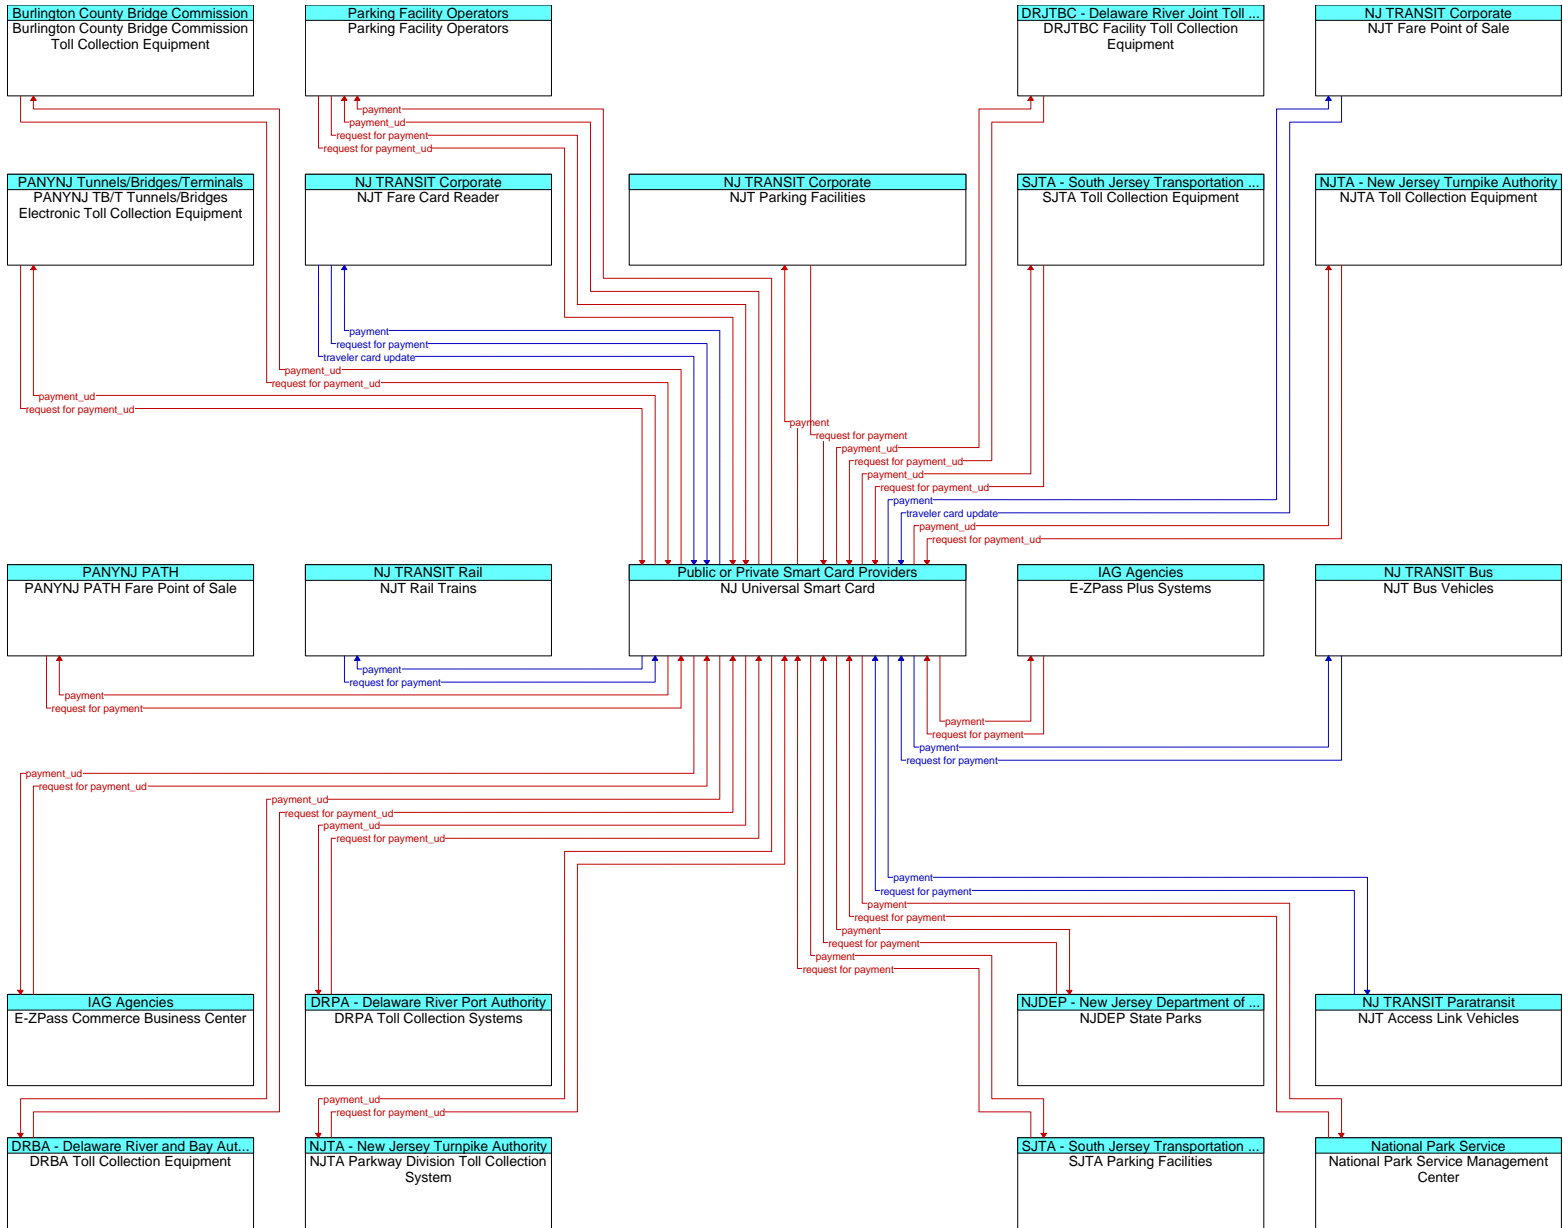 Burlington County Bridge Commission
Burlington County Bridge Commission
Toll Collection Equipment
Parking Facility Operators
Parking Facility Operators
DRJTBC - Delaware River Joint Toll ...
DRJTBC Facility Toll Collection
Equipment
NJ TRANSIT Corporate
NJT Fare Point of Sale
payment
payment_ud
request for payment
request for payment_ud
PANYNJ Tunnels/Bridges/Terminals
PANYNJ TB/T Tunnels/Bridges
Electronic Toll Collection Equipment
NJ TRANSIT Corporate
NJT Fare Card Reader
NJ TRANSIT Corporate
NJT Parking Facilities
SJTA - South Jersey Transportation ...
SJTA Toll Collection Equipment
NJTA - New Jersey Turnpike Authority
NJTA Toll Collection Equipment
payment
request for payment
traveler card update
payment_ud
request for payment_ud
payment_ud
request for payment_ud
payment
request for payment
payment_ud
request for payment_ud
payment_ud
request for payment_ud
payment
traveler card update
payment_ud
request for payment_ud
PANYNJ PATH
PANYNJ PATH Fare Point of Sale
NJ TRANSIT Rail
NJT Rail Trains
Public or Private Smart Card Providers
NJ Universal Smart Card
IAG Agencies
E-ZPass Plus Systems
NJ TRANSIT Bus
NJT Bus Vehicles
payment
request for payment
payment
request for payment
payment
request for payment
payment
request for payment
payment_ud
request for payment_ud
payment_ud
request for payment_ud
payment_ud
request for payment_ud
payment
request for payment
payment
request for payment
payment
request for payment
payment
request for payment
IAG Agencies
E-ZPass Commerce Business Center
DRPA - Delaware River Port Authority
DRPA Toll Collection Systems
NJDEP - New Jersey Department of ...
NJDEP State Parks
NJ TRANSIT Paratransit
NJT Access Link Vehicles
payment_ud
request for payment_ud
DRBA - Delaware River and Bay Aut...
DRBA Toll Collection Equipment
NJTA - New Jersey Turnpike Authority
NJTA Parkway Division Toll Collection
System
SJTA - South Jersey Transportation ...
SJTA Parking Facilities
National Park Service
National Park Service Management
Center